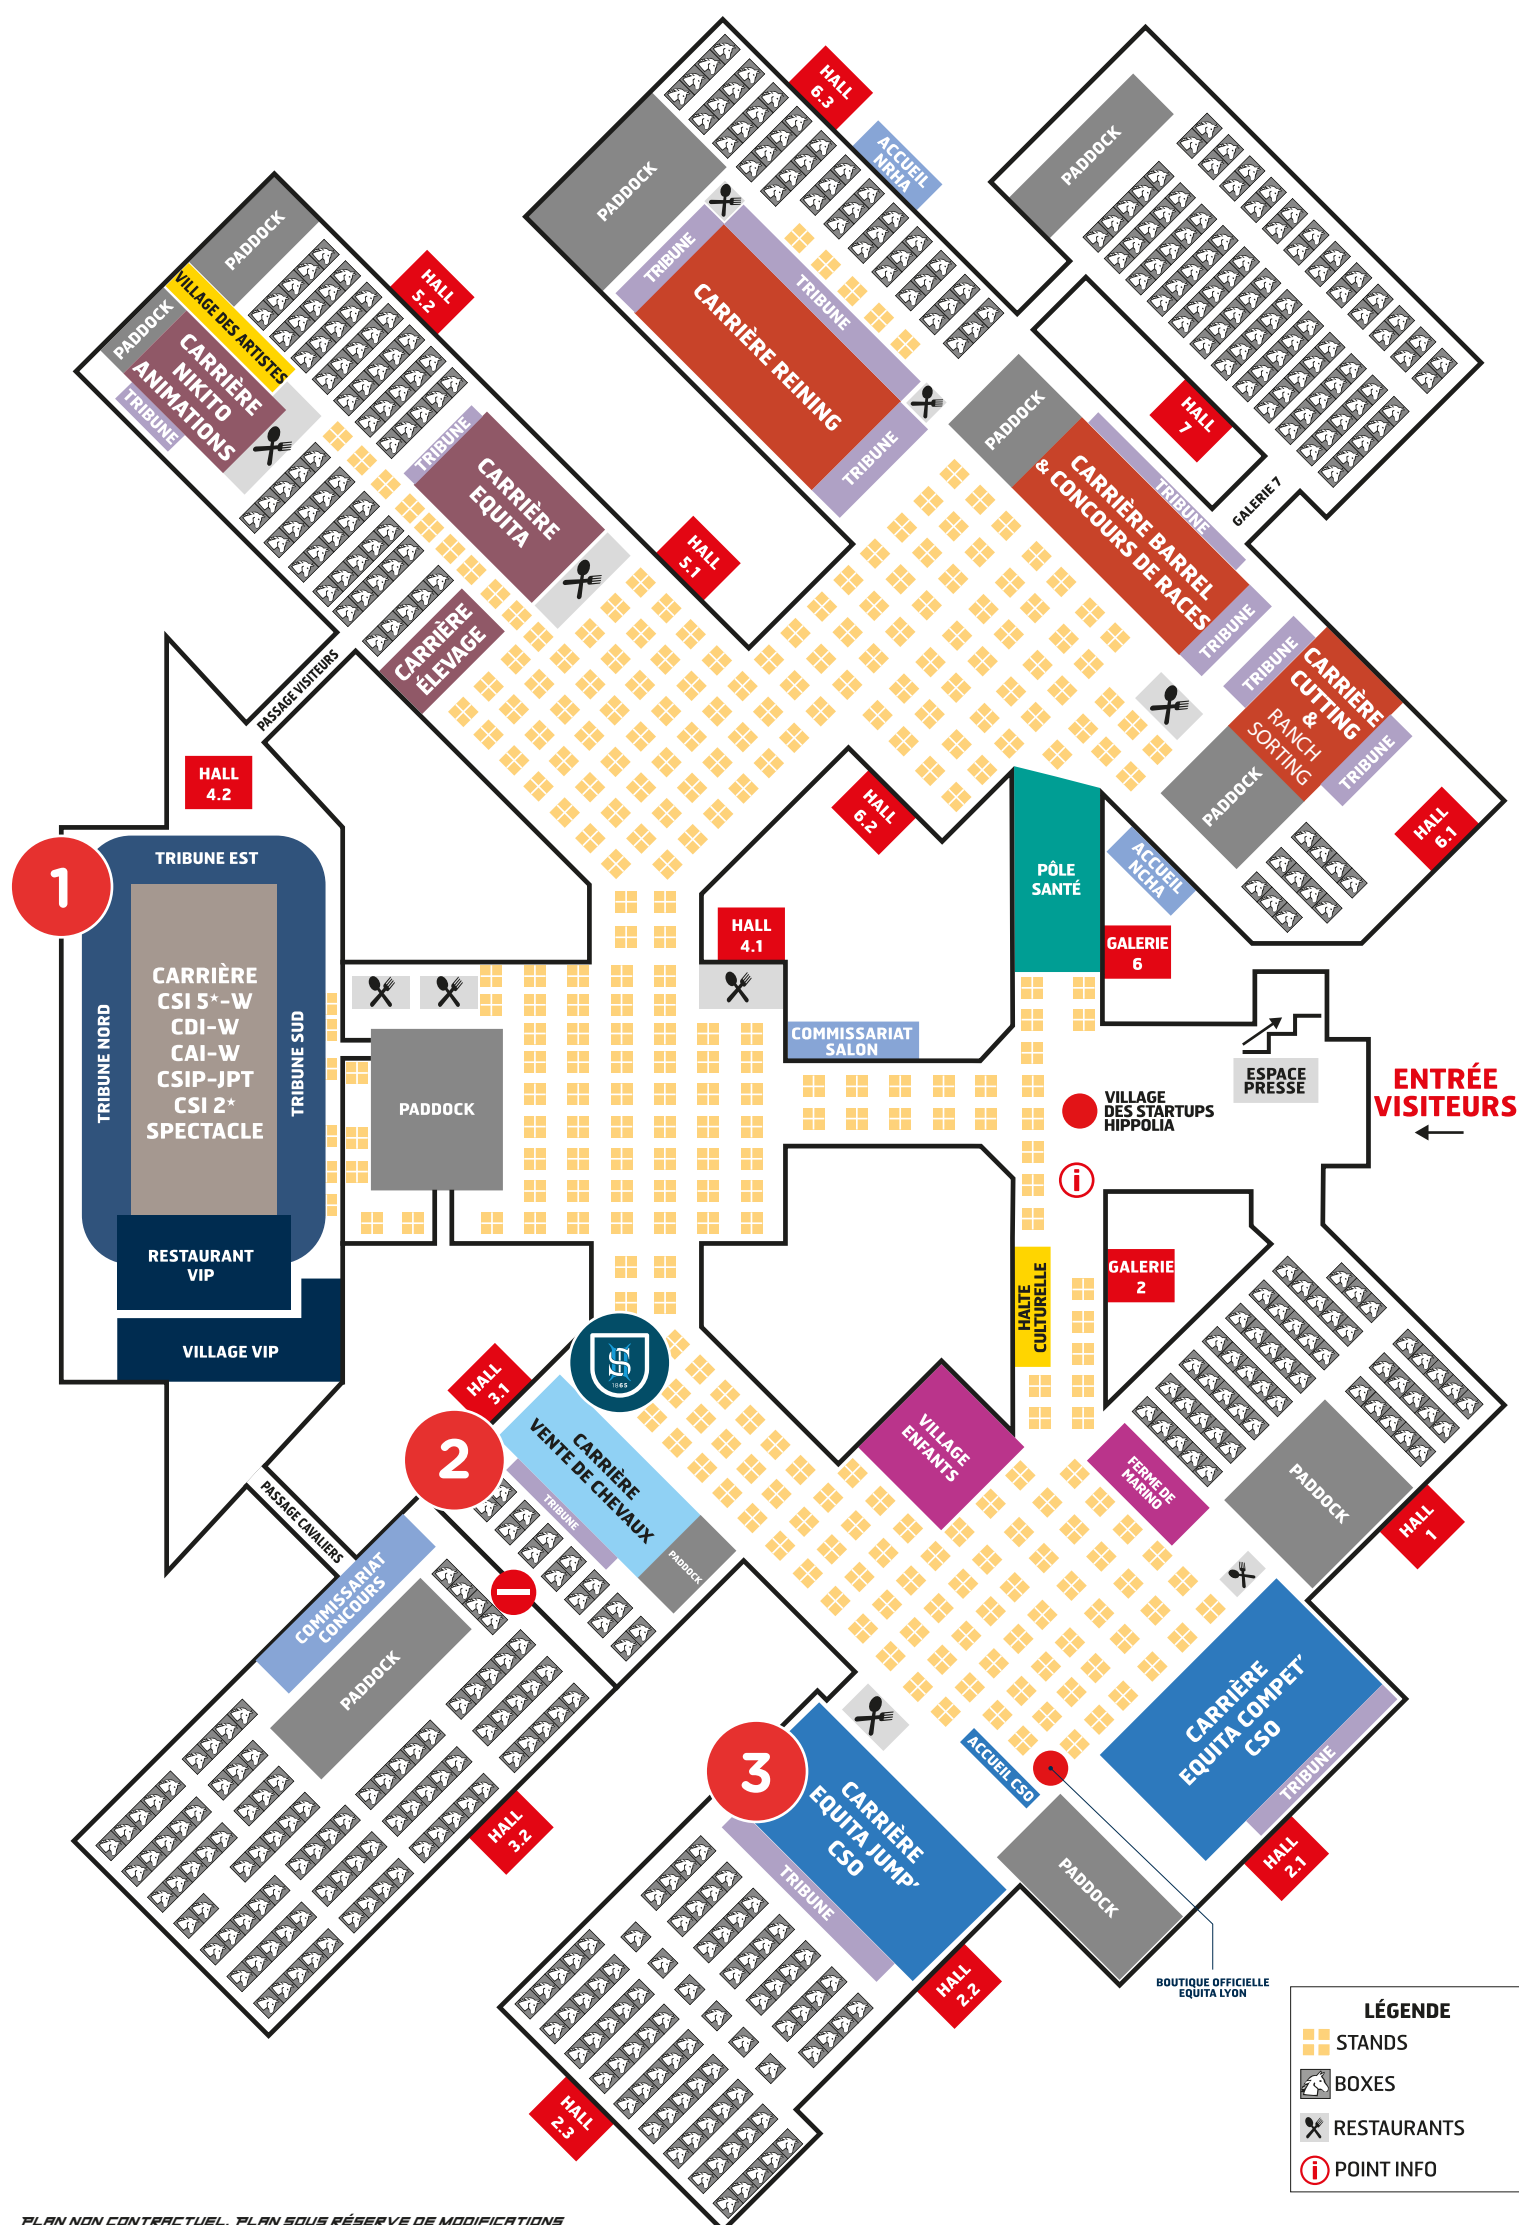 HALL
6.3
ACCUEIL
NRHA
PADDOCK
PADDOCK
TRIBUNE
TRIBUNE
CARRIÈRE REINING
TRIBUNE
PADDOCK
VILLAGE DES ARTISTES
PADDOCK
CARRIÈRE
NIKITO
ANIMATIONS
TRIBUNE
HALL
5.2
TRIBUNE
CARRIÈRE
EQUITA
HALL
5.1
CARRIÈRE
ÉLEVAGE
PASSAGE VISITEURS
PADDOCK
CARRIÈRE BARREL
& CONCOURS DE RACES
TRIBUNE
TRIBUNE
HALL
7
GALERIE 7
TRIBUNE
CARRIÈRE
CUTTING
&
RANCH
SORTING
TRIBUNE
PADDOCK
HALL
6.1
HALL
6.2
ACCUEIL
NCHA
PÔLE
SANTÉ
GALERIE
6
HALL
4.2
1
TRIBUNE EST
TRIBUNE NORD
CARRIÈRE
CSI 5*-W
CDI-W
CAI-W
CSIP-JPT
CSI 2*
SPECTACLE
TRIBUNE SUD
RESTAURANT
VIP
VILLAGE VIP
PADDOCK
HALL
4.1
COMMISSARIAT
SALON
ESPACE
PRESSE
ENTRÉE
VISITEURS
VILLAGE
DES STARTUPS
HIPPOLIA
i
GALERIE
2
HALTE
CULTURELLE
VILLAGE
ENFANTS
FERME DE
MARINO
PADDOCK
HALL
1
S
1865
HALL
3.1
2
CARRIÈRE
VENTE DE CHEVAUX
TRIBUNE
PADDOCK
PASSAGE CAVALIERS
COMMISSARIAT
CONCOURS
PADDOCK
HALL
3.2
3
CARRIÈRE
EQUITA JUMP'
CSO
TRIBUNE
ACCUEIL CSO
CARRIÈRE
EQUITA COMPET'
CSO
TRIBUNE
PADDOCK
HALL
2.1
HALL
2.2
HALL
2.3
BOUTIQUE OFFICIELLE
EQUITA LYON
LÉGENDE
STANDS
BOXES
RESTAURANTS
i POINT INFO
PLAN NON CONTRACTUEL. PLAN SOUS RÉSERVE DE MODIFICATIONS